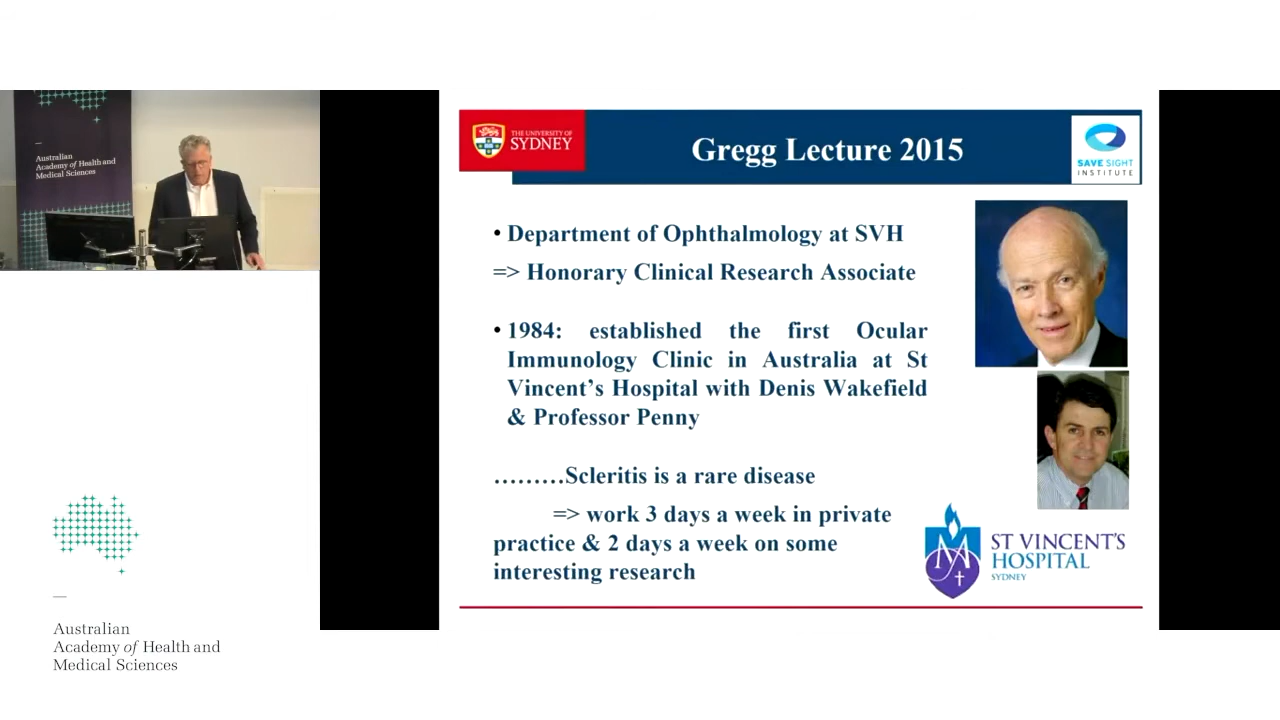 Australian
Academy of Health and
Medical Sciences
THE UNIVERSITY OF
SYDNEY
Gregg Lecture 2015
SAVE SIGHT
INSTITUTE
• Department of Ophthalmology at SVH
=> Honorary Clinical Research Associate
• 1984: established the first Ocular
Immunology Clinic in Australia at St
Vincent's Hospital with Denis Wakefield
& Professor Penny
.........Scleritis is a rare disease
=> work 3 days a week in private
practice & 2 days a week on some
interesting research
ST VINCENT'S
HOSPITAL
SYDNEY
Australian
Academy of Health and
Medical Sciences